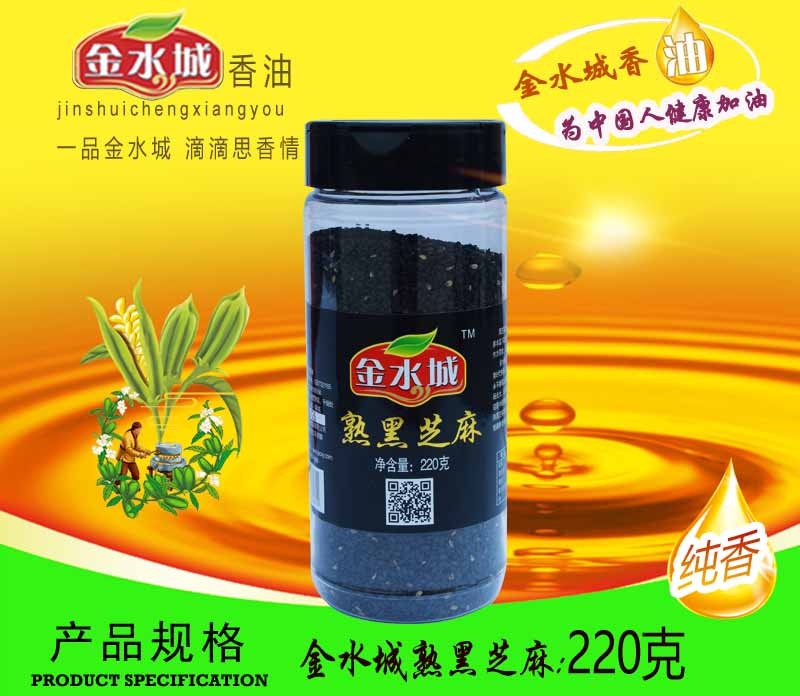 金水城 香油
jinshuichengxiangyou
一品金水城 滴滴思香情
金水城香油
为中国人健康加油
金水城
TM
熟黑芝麻
净含量：220克
纯香
产品规格
PRODUCT SPECIFICATION
金水城熟黑芝麻:220克